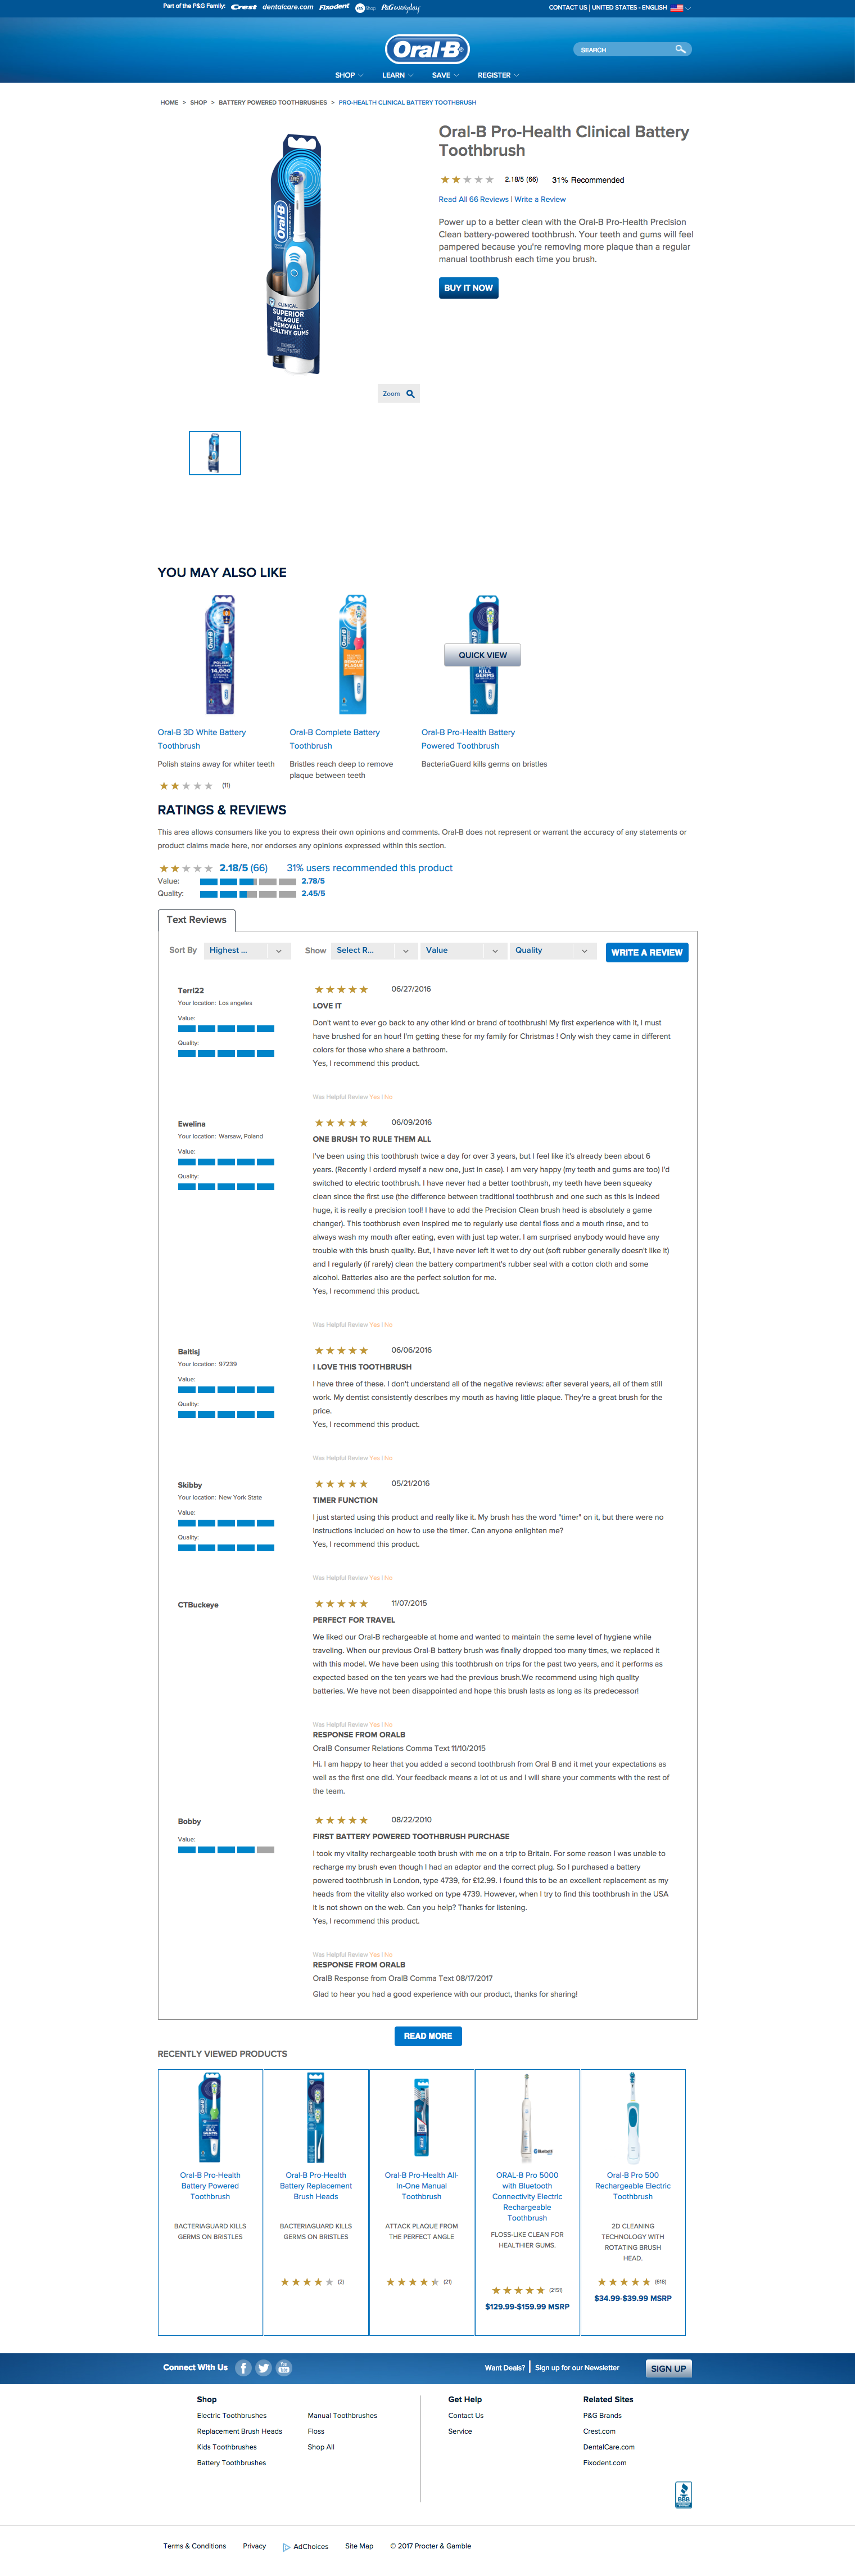 Part of the P&G Family: Crest dentalcare.com Fixodent P&G Shop P&G everyday
CONTACT US | UNITED STATES - ENGLISH
Oral-B
SEARCH
SHOP LEARN SAVE REGISTER
HOME > SHOP > BATTERY POWERED TOOTHBRUSHES > PRO-HEALTH CLINICAL BATTERY TOOTHBRUSH
Oral-B Pro-Health Clinical Battery
Toothbrush
2.18/5 (66) 31% Recommended
Read All 66 Reviews | Write a Review
Power up to a better clean with the Oral-B Pro-Health Precision
Clean battery-powered toothbrush. Your teeth and gums will feel
pampered because you're removing more plaque than a regular
manual toothbrush each time you brush.
BUY IT NOW
Oral-B
CLINICAL
SUPERIOR
PLAQUE
REMOVAL,
HEALTHY GUMS
Zoom
YOU MAY ALSO LIKE
QUICK VIEW
Oral-B 3D White Battery
Toothbrush
Polish stains away for whiter teeth
(11)
Oral-B Complete Battery
Toothbrush
Bristles reach deep to remove
plaque between teeth
Oral-B Pro-Health Battery
Powered Toothbrush
BacteriaGuard kills germs on bristles
RATINGS & REVIEWS
This area allows consumers like you to express their own opinions and comments. Oral-B does not represent or warrant the accuracy of any statements or
product claims made here, nor endorses any opinions expressed within this section.
2.18/5 (66) 31% users recommended this product
Value: 2.78/5
Quality: 2.45/5
Text Reviews
Sort By Highest ... Show Select R... Value Quality WRITE A REVIEW
Terri22
Your location: Los angeles
Value:
Quality:
06/27/2016
LOVE IT
Don't want to ever go back to any other kind or brand of toothbrush! My first experience with it, I must
have brushed for an hour! I'm getting these for my family for Christmas ! Only wish they came in different
colors for those who share a bathroom.
Yes, I recommend this product.
Was Helpful Review Yes I No
Ewelina
Your location: Warsaw, Poland
Value:
Quality:
06/09/2016
ONE BRUSH TO RULE THEM ALL
I've been using this toothbrush twice a day for over 3 years, but I feel like it's already been about 6
years. (Recently I orderd myself a new one, just in case). I am very happy (my teeth and gums are too) I'd
switched to electric toothbrush. I have never had a better toothbrush, my teeth have been squeaky
clean since the first use (the difference between traditional toothbrush and one such as this is indeed
huge, it is really a precision tool! I have to add the Precision Clean brush head is absolutely a game
changer). This toothbrush even inspired me to regularly use dental floss and a mouth rinse, and to
always wash my mouth after eating, even with just tap water. I am surprised anybody would have any
trouble with this brush quality. But, I have never left it wet to dry out (soft rubber generally doesn't like it)
and I regularly (if rarely) clean the battery compartment's rubber seal with a cotton cloth and some
alcohol. Batteries also are the perfect solution for me.
Yes, I recommend this product.
Was Helpful Review Yes I No
Baltisj
Your location: 97239
Value:
Quality:
06/06/2016
I LOVE THIS TOOTHBRUSH
I have three of these. I don't understand all of the negative reviews: after several years, all of them still
work. My dentist consistently describes my mouth as having little plaque. They're a great brush for the
price.
Yes, I recommend this product.
Was Helpful Review Yes I No
Skibby
Your location: New York State
Value:
Quality:
05/21/2016
TIMER FUNCTION
I just started using this product and really like it. My brush has the word "timer" on it, but there were no
instructions included on how to use the timer. Can anyone enlighten me?
Yes, I recommend this product.
Was Helpful Review Yes I No
CTBuckeye
11/07/2015
PERFECT FOR TRAVEL
We liked our Oral-B rechargeable at home and wanted to maintain the same level of hygiene while
traveling. When our previous Oral-B battery brush was finally dropped too many times, we replaced it
with this model. We have been using this toothbrush on trips for the past two years, and it performs as
expected based on the ten years we had the previous brush.We recommend using high quality
batteries. We have not been disappointed and hope this brush lasts as long as its predecessor!
Was Helpful Review Yes I No
RESPONSE FROM ORALB
OralB Consumer Relations Comma Text 11/10/2015
Hi. I am happy to hear that you added a second toothbrush from Oral B and it met your expectations as
well as the first one did. Your feedback means a lot ot us and I will share your comments with the rest of
the team.
Bobby
Value:
08/22/2010
FIRST BATTERY POWERED TOOTHBRUSH PURCHASE
I took my vitality rechargeable tooth brush with me on a trip to Britain. For some reason I was unable to
recharge my brush even though I had an adaptor and the correct plug. So I purchased a battery
powered toothbrush in London, type 4739, for £12.99. I found this to be an excellent replacement as my
heads from the vitality also worked on type 4739. However, when I try to find this toothbrush in the USA
it is not shown on the web. Can you help? Thanks for listening.
Yes, I recommend this product.
Was Helpful Review Yes I No
RESPONSE FROM ORALB
OralB Response from OralB Comma Text 08/17/2017
Glad to hear you had a good experience with our product, thanks for sharing!
READ MORE
RECENTLY VIEWED PRODUCTS
Oral-B Pro-Health
Battery Powered
Toothbrush
BACTERIAGUARD KILLS
GERMS ON BRISTLES
Oral-B Pro-Health
Battery Replacement
Brush Heads
BACTERIAGUARD KILLS
GERMS ON BRISTLES
(2)
Oral-B Pro-Health All-
In-One Manual
Toothbrush
ATTACK PLAQUE FROM
THE PERFECT ANGLE
(21)
Bluetooth
ORAL-B Pro 5000
with Bluetooth
Connectivity Electric
Rechargeable
Toothbrush
FLOSS-LIKE CLEAN FOR
HEALTHIER GUMS.
(2151)
$129.99-$159.99 MSRP
Oral-B Pro 500
Rechargeable Electric
Toothbrush
2D CLEANING
TECHNOLOGY WITH
ROTATING BRUSH
HEAD.
(618)
$34.99-$39.99 MSRP
Connect With Us
Want Deals? Sign up for our Newsletter SIGN UP
Shop
Electric Toothbrushes
Replacement Brush Heads
Kids Toothbrushes
Battery Toothbrushes
Manual Toothbrushes
Floss
Shop All
Get Help
Contact Us
Service
Related Sites
P&G Brands
Crest.com
DentalCare.com
Fixodent.com
BBB
Terms & Conditions Privacy AdChoices Site Map © 2017 Procter & Gamble